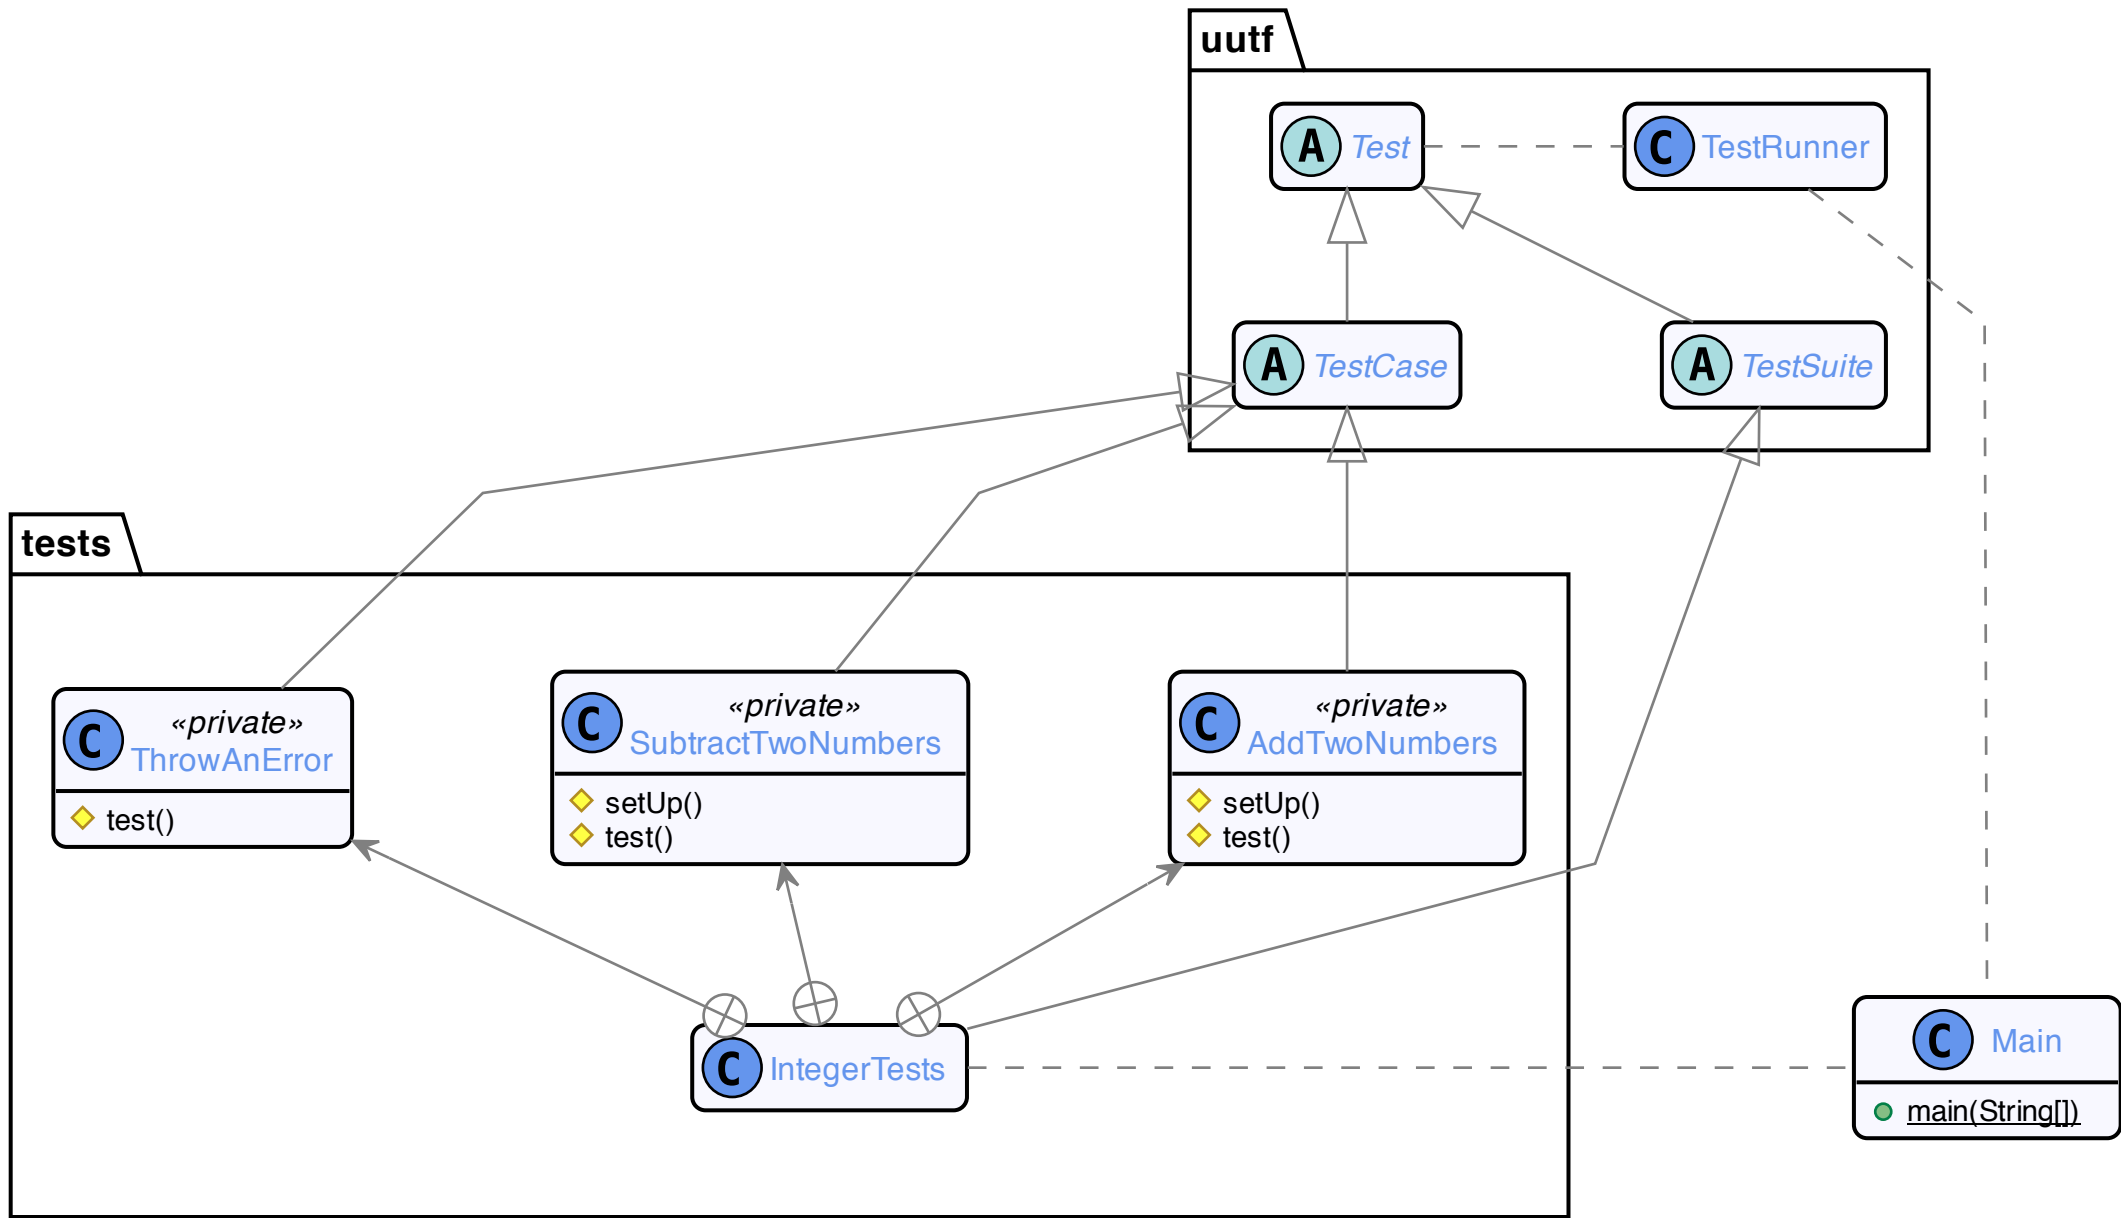 uutf
A Test
C TestRunner
A TestCase
A TestSuite
tests
«private»
C ThrowAnError
test()
«private»
C SubtractTwoNumbers
setUp()
test()
«private»
C AddTwoNumbers
setUp()
test()
C IntegerTests
C Main
main(String[])